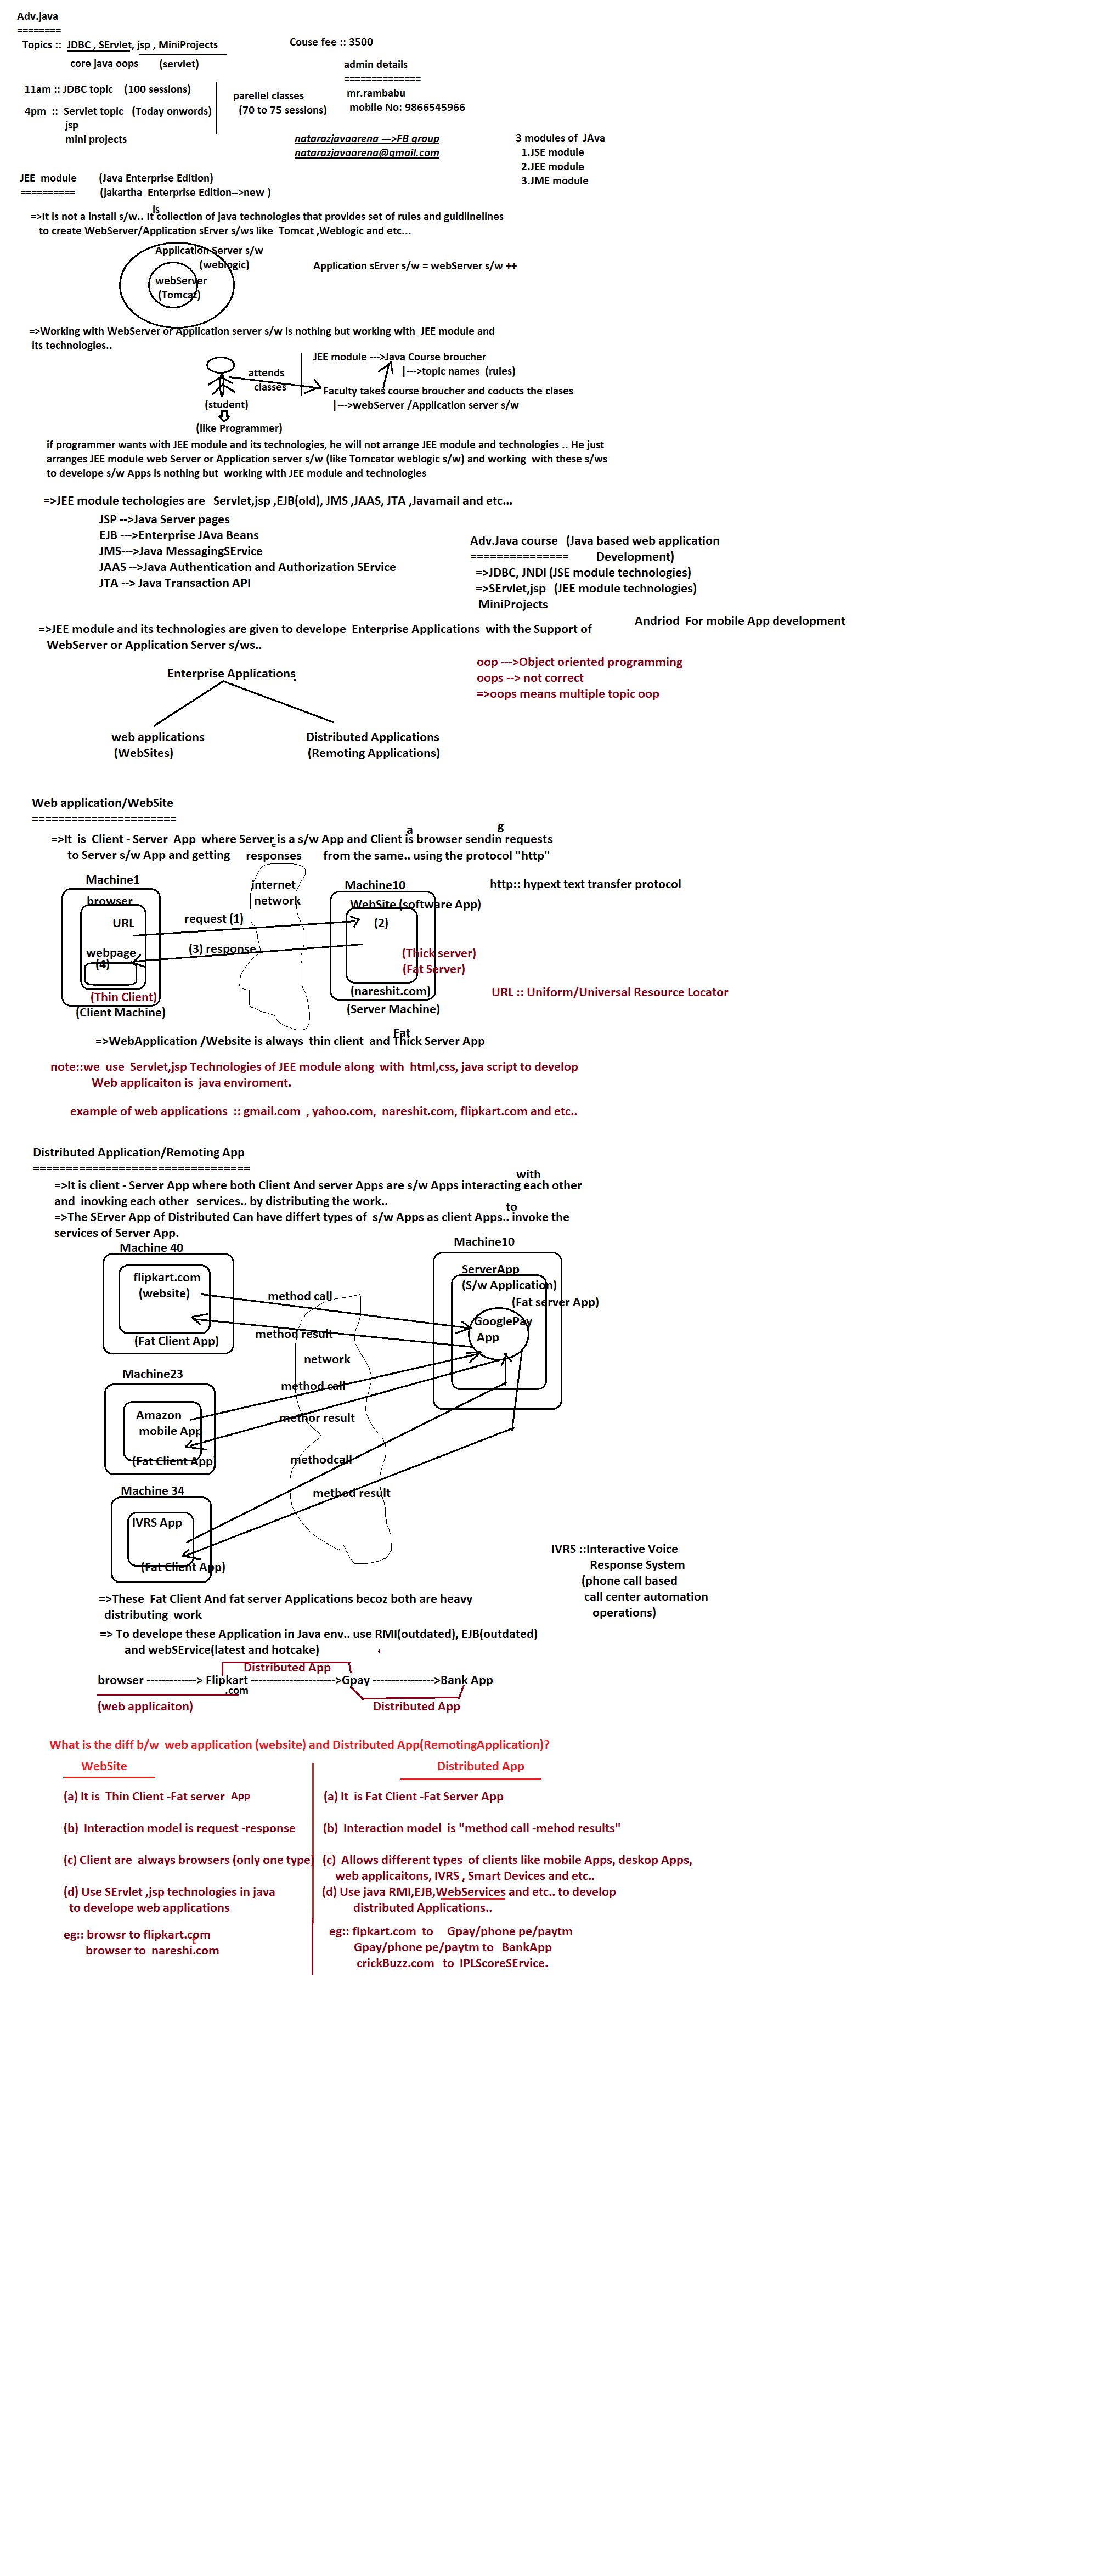 Adv.java
========
Topics :: JDBC , SErvlet, jsp , MiniProjects
core java oops (servlet)
Couse fee :: 3500
admin details
==============
mr.rambabu
mobile No: 9866545966
11am :: JDBC topic (100 sessions)
4pm :: Servlet topic (Today onwords)
jsp
mini projects
parellel classes
(70 to 75 sessions)
natarazjavaarena --->FB group
natarazjavaarena@gmail.com
3 modules of JAva
1.JSE module
2.JEE module
3.JME module
JEE module (Java Enterprise Edition)
========== (jakartha Enterprise Edition-->new )
is
=>It is not a install s/w.. It collection of java technologies that provides set of rules and guidlinelines
to create WebServer/Application sErver s/ws like Tomcat ,Weblogic and etc...
Application Server s/w
(weblogic)
webServer
(Tomcat)
Application sErver s/w = webServer s/w ++
=>Working with WebServer or Application server s/w is nothing but working with JEE module and
its technologies..
JEE module --->Java Course broucher
|--->topic names (rules)
attends
classes
Faculty takes course broucher and coducts the clases
|--->webServer /Application server s/w
(student)
(like Programmer)
if programmer wants with JEE module and its technologies, he will not arrange JEE module and technologies .. He just
arranges JEE module web Server or Application server s/w (like Tomcator weblogic s/w) and working with these s/ws
to develope s/w Apps is nothing but working with JEE module and technologies
=>JEE module techologies are Servlet,jsp ,EJB(old), JMS ,JAAS, JTA ,Javamail and etc...
JSP -->Java Server pages
EJB --->Enterprise JAva Beans
JMS--->Java MessagingSErvice
JAAS -->Java Authentication and Authorization SErvice
JTA --> Java Transaction API
Adv.Java course (Java based web application
=============== Development)
=>JDBC, JNDI (JSE module technologies)
=>SErvlet,jsp (JEE module technologies)
MiniProjects
Andriod For mobile App development
=>JEE module and its technologies are given to develope Enterprise Applications with the Support of
WebServer or Application Server s/ws..
oop --->Object oriented programming
oops --> not correct
=>oops means multiple topic oop
Enterprise Applications
web applications
(WebSites)
Distributed Applications
(Remoting Applications)
Web application/WebSite
======================
a g
=>It is Client - Server App where Server is a s/w App and Client is browser sendin requests
to Server s/w App and getting responses from the same.. using the protocol "http"
Machine1
browser
URL
webpage
(4)
(Thin Client)
(Client Machine)
request (1)
(3) response
internet
network
Machine10
WebSite (software App)
(2)
(Thick server)
(Fat Server)
(nareshit.com)
(Server Machine)
http:: hypext text transfer protocol
URL :: Uniform/Universal Resource Locator
Fat
=>WebApplication /Website is always thin client and Thick Server App
note::we use Servlet,jsp Technologies of JEE module along with html,css, java script to develop
Web applicaiton is java enviroment.
example of web applications :: gmail.com , yahoo.com, nareshit.com, flipkart.com and etc..
Distributed Application/Remoting App
=================================
with
=>It is client - Server App where both Client And server Apps are s/w Apps interacting each other
and inovking each other services.. by distributing the work..
to
=>The SErver App of Distributed Can have differt types of s/w Apps as client Apps.. invoke the
services of Server App.
Machine 40
flipkart.com
(website)
(Fat Client App)
Machine10
ServerApp
(S/w Application)
(Fat server App)
GooglePay
App
method call
method result
network
Machine23
Amazon
mobile App
(Fat Client App)
method call
methor result
Machine 34
IVRS App
(Fat Client App)
methodcall
method result
IVRS ::Interactive Voice
Response System
(phone call based
call center automation
operations)
=>These Fat Client And fat server Applications becoz both are heavy
distributing work
=> To develope these Application in Java env.. use RMI(outdated), EJB(outdated)
and webSErvice(latest and hotcake)
Distributed App
browser -------------> Flipkart ----------------------->Gpay ---------------->Bank App
.com
(web applicaiton)
Distributed App
What is the diff b/w web application (website) and Distributed App(RemotingApplication)?
WebSite
Distributed App
(a) It is Thin Client -Fat server App
(a) It is Fat Client -Fat Server App
(b) Interaction model is request -response
(b) Interaction model is "method call -mehod results"
(c) Client are always browsers (only one type)
(c) Allows different types of clients like mobile Apps, deskop Apps,
web applicaitons, IVRS , Smart Devices and etc..
(d) Use SErvlet ,jsp technologies in java
to develope web applications
(d) Use java RMI,EJB,WebServices and etc.. to develop
distributed Applications..
eg:: browsr to flipkart.com
t
browser to nareshi.com
eg:: flpkart.com to Gpay/phone pe/paytm
Gpay/phone pe/paytm to BankApp
crickBuzz.com to IPLScoreSErvice.